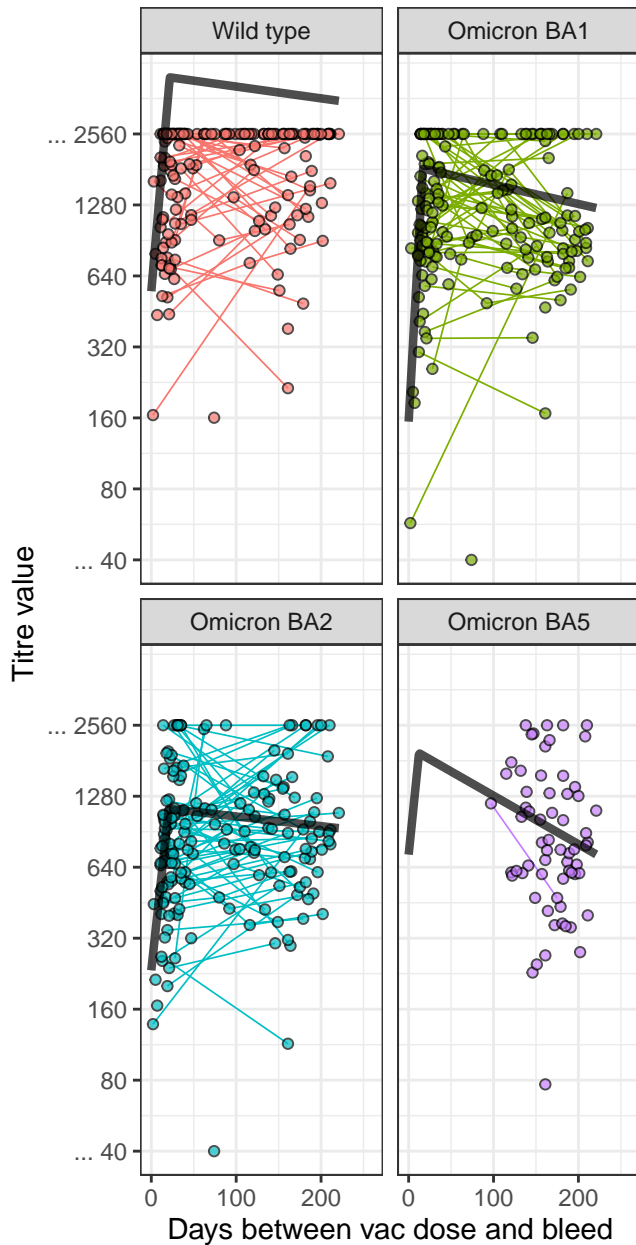 Wild type
Omicron BA1
... 2560
1280
640
320
160
80
... 40
Titre value
Omicron BA2
Omicron BA5
... 2560
1280
640
320
160
80
... 40
0 100 200 0 100 200
Days between vac dose and bleed